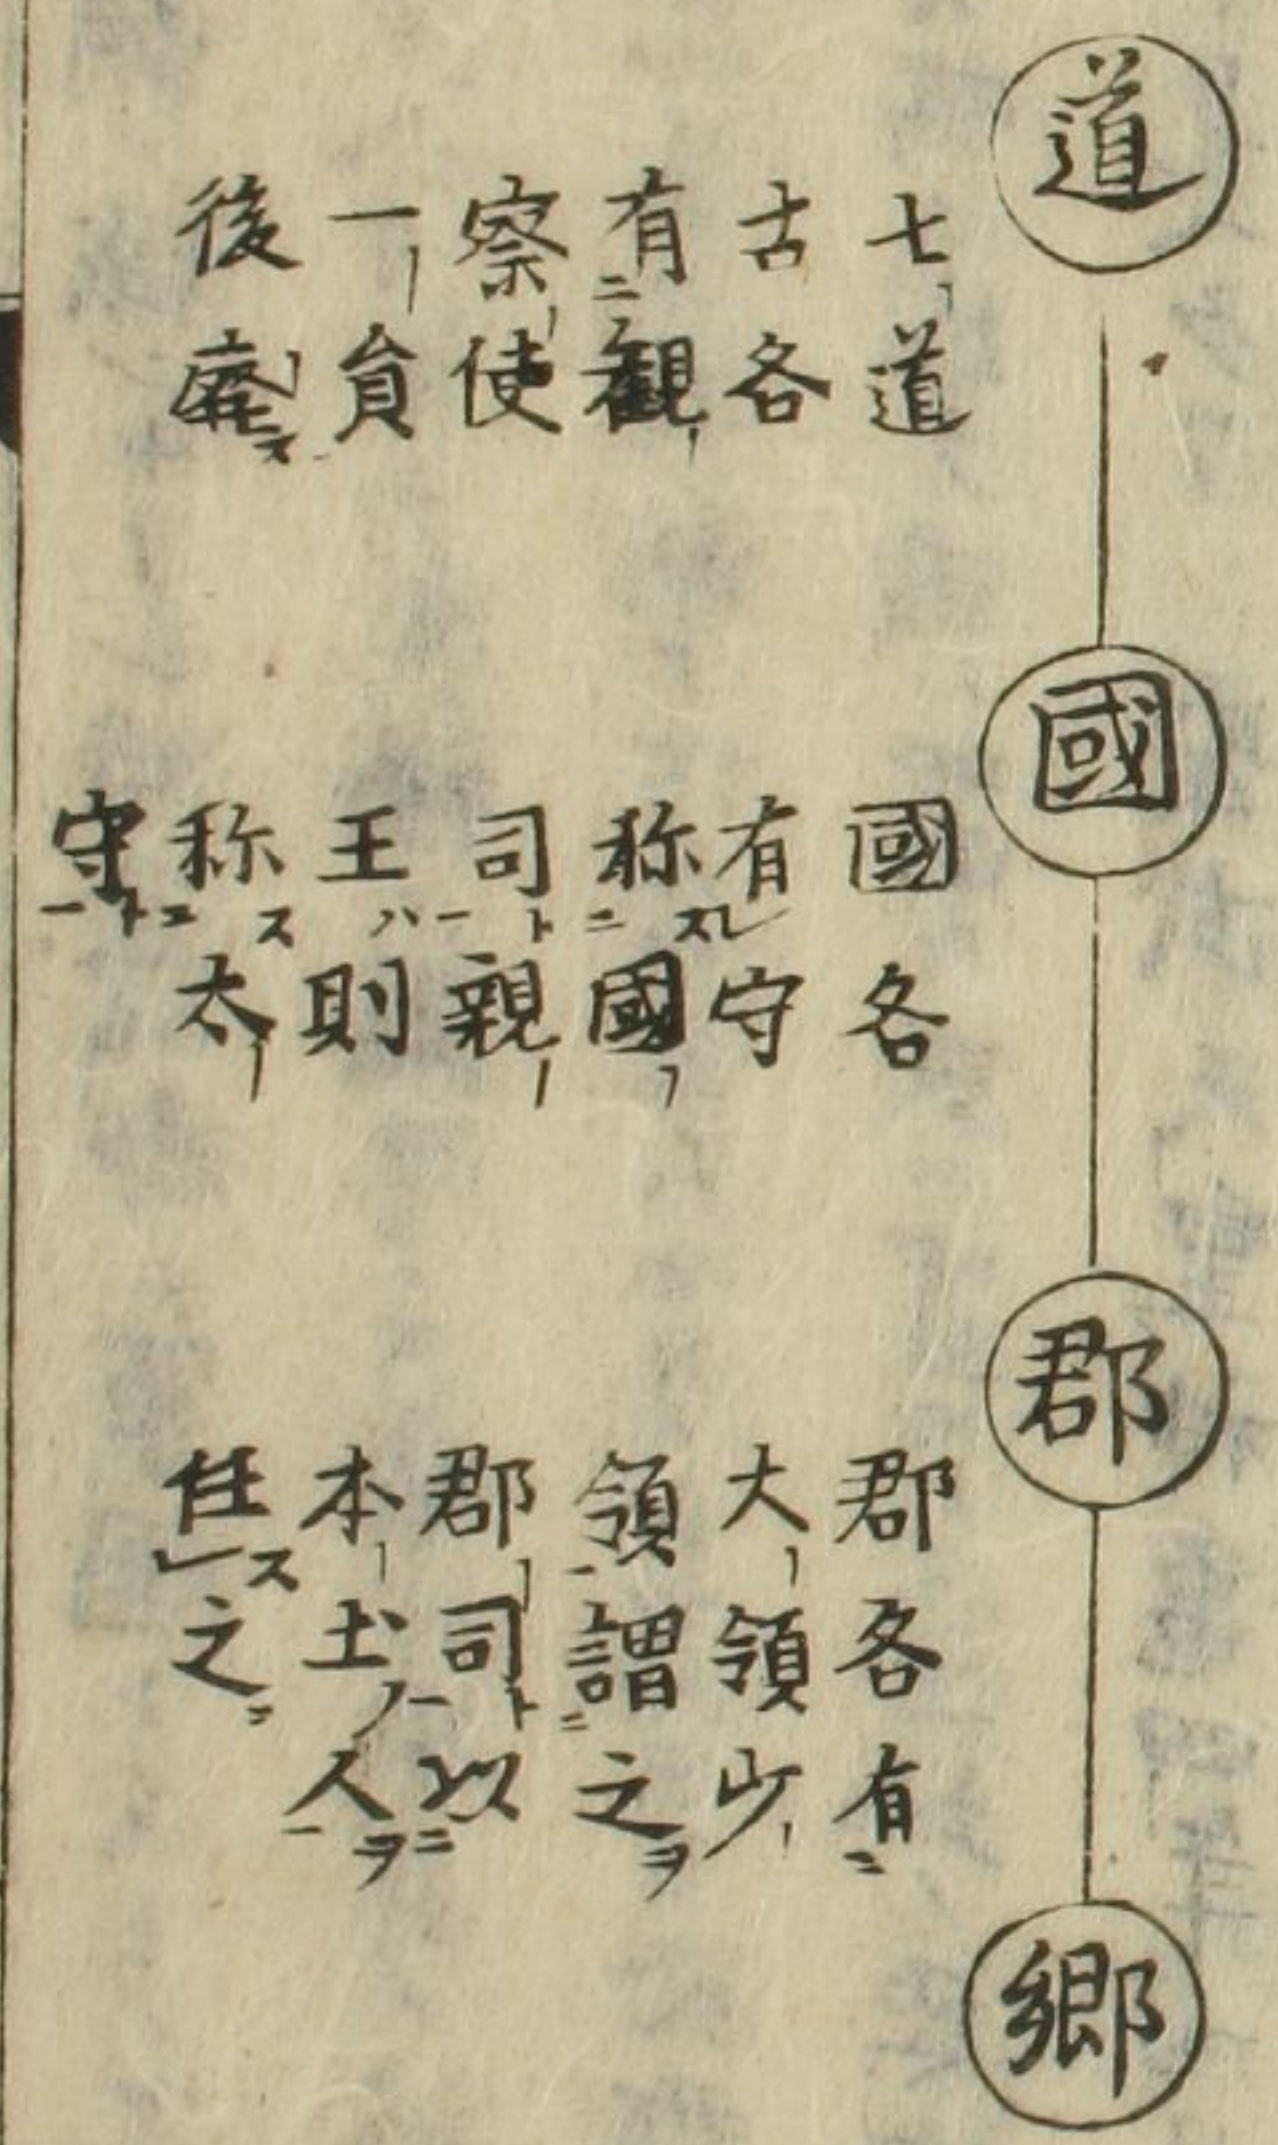 道
七道
古各
有觀
察使
一貟
後廢
國
國各
有守
称國
司親
王則
称太
守
郡
郡各有
大領少
領謂之
郡司以
本土人
任之
鄉